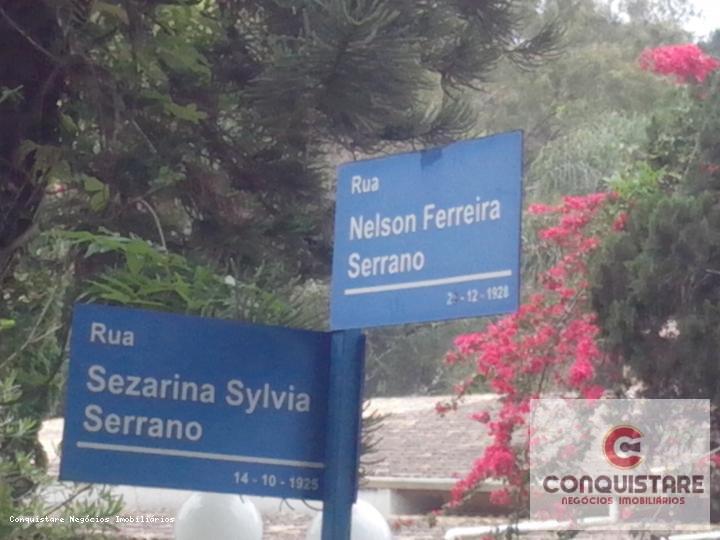 Rua
Nelson Ferreira
Serrano
- 12 - 1928
Rua
Sezarina Sylvia
Serrano
14 - 10 - 1925
CONQUISTARE
NEGÓCIOS IMOBILIÁRIOS
Conquistare Negócios Imobiliários